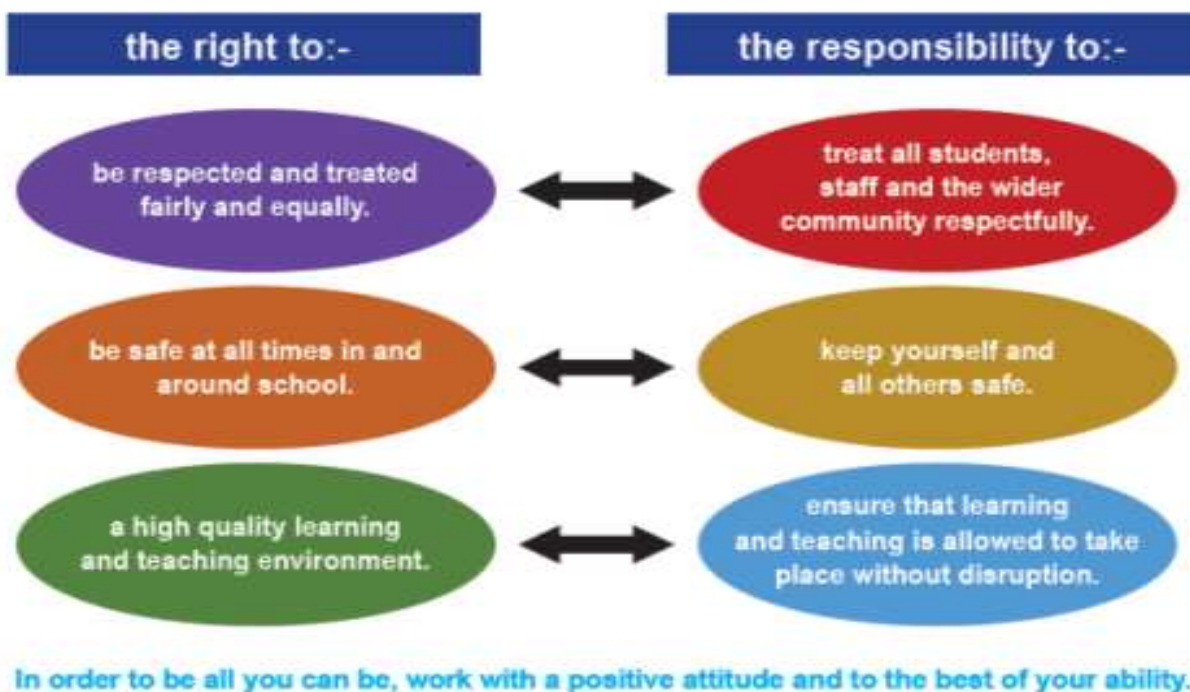 the right to:-
the responsibility to:-
be respected and treated
fairly and equally.
treat all students,
staff and the wider
community respectfully.
be safe at all times in and
around school.
keep yourself and
all others safe.
a high quality learning
and teaching environment.
ensure that learning
and teaching is allowed to take
place without disruption.
In order to be all you can be, work with a positive attitude and to the best of your ability.